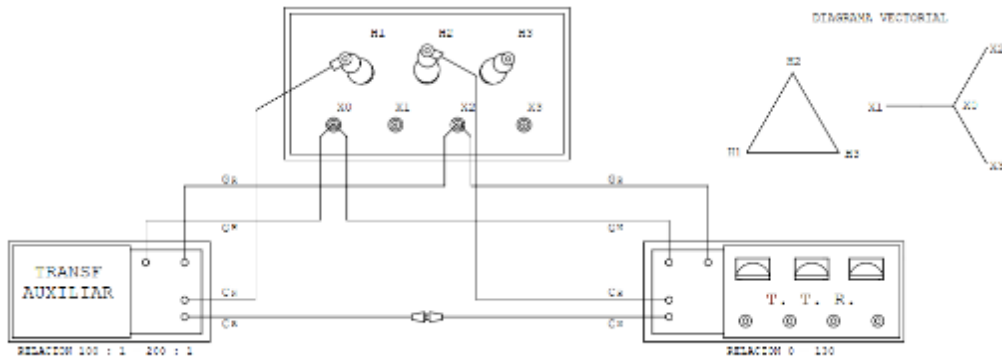 DIAGRAMA VECTORIAL
H1 H2 H3
X0 X1 X2 X3
H2
H1 H3
X2
X1 X0
X3
TRANSF
AUXILIAR
RELACION 100 : 1 200 : 1
T. T. R.
RELACION 0 130